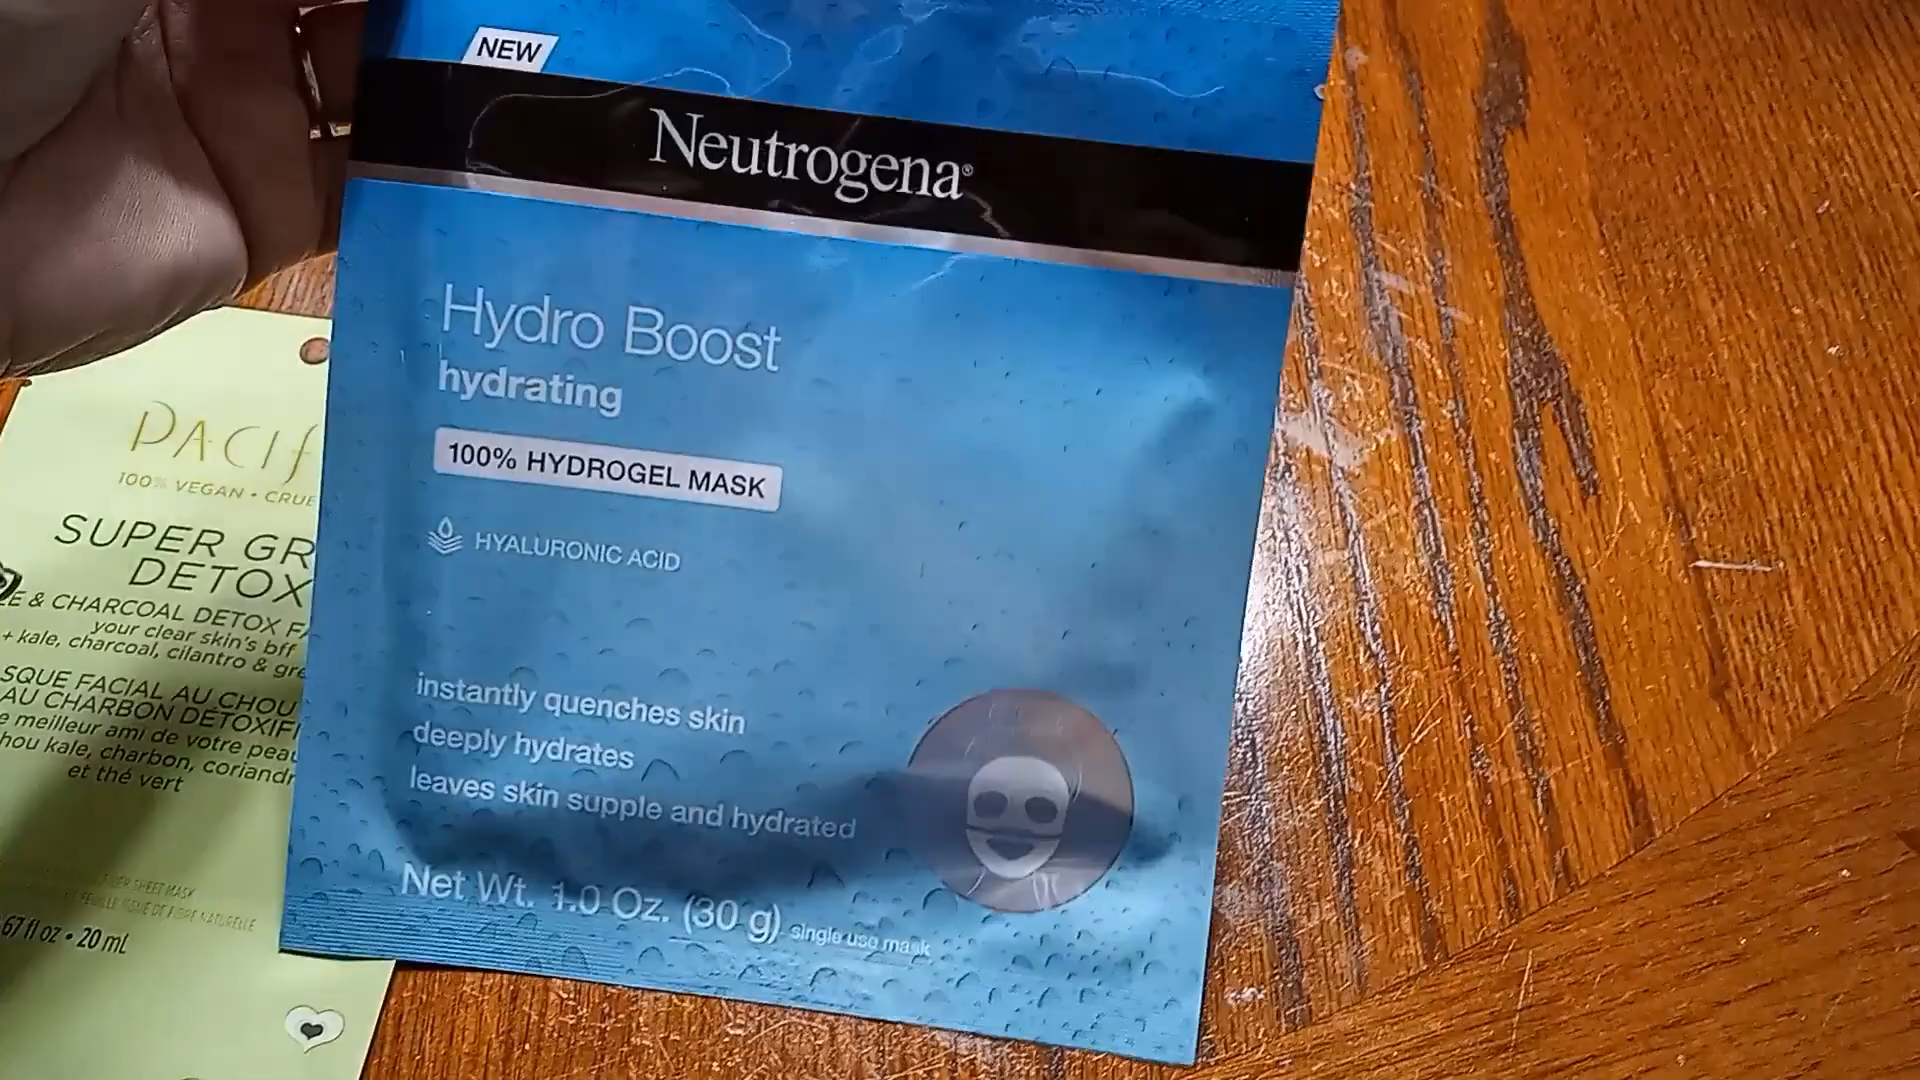 NEW
Neutrogena®
Hydro Boost
hydrating
100% HYDROGEL MASK
HYALURONIC ACID
instantly quenches skin
deeply hydrates
leaves skin supple and hydrated
Net Wt. 1.0 Oz. (30 g) single use mask
PACIF
100% VEGAN • CRUE
SUPER GR
DETOX
E & CHARCOAL DETOX FA
your clear skin's bff
+ kale, charcoal, cilantro & gre
SQUE FACIAL AU CHOU
AU CHARBON DÉTOXIFI
e meilleur ami de votre peau
hou kale, charbon, coriandr
et thé vert
SHEET MASK
67 fl oz • 20 mL